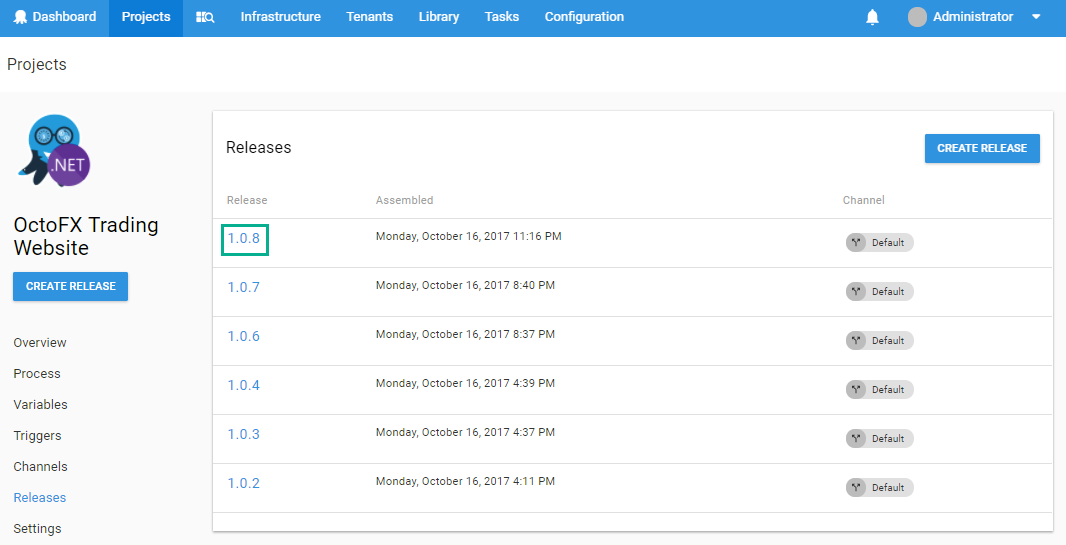 Dashboard Projects Infrastructure Tenants Library Tasks Configuration Administrator
Projects
.NET
OctoFX Trading
Website
CREATE RELEASE
Overview
Process
Variables
Triggers
Channels
Releases
Settings
Releases CREATE RELEASE
Release Assembled Channel
1.0.8 Monday, October 16, 2017 11:16 PM Default
1.0.7 Monday, October 16, 2017 8:40 PM Default
1.0.6 Monday, October 16, 2017 8:37 PM Default
1.0.4 Monday, October 16, 2017 4:39 PM Default
1.0.3 Monday, October 16, 2017 4:37 PM Default
1.0.2 Monday, October 16, 2017 4:11 PM Default